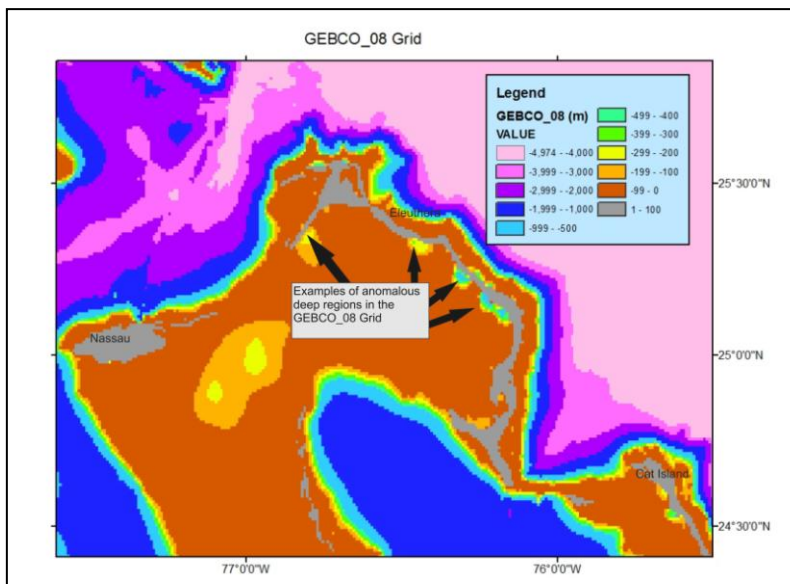 GEBCO_08 Grid
Legend
GEBCO_08 (m)
VALUE
-4,974 - -4,000
-3,999 - -3,000
-2,999 - -2,000
-1,999 - -1,000
-999 - -500
-499 - -400
-399 - -300
-299 - -200
-199 - -100
-99 - 0
1 - 100
25°30'0"N
Eleuthera
Examples of anomalous
deep regions in the
GEBCO_08 Grid
Nassau
25°0'0"N
Cat Island
24°30'0"N
77°0'0"W
76°0'0"W